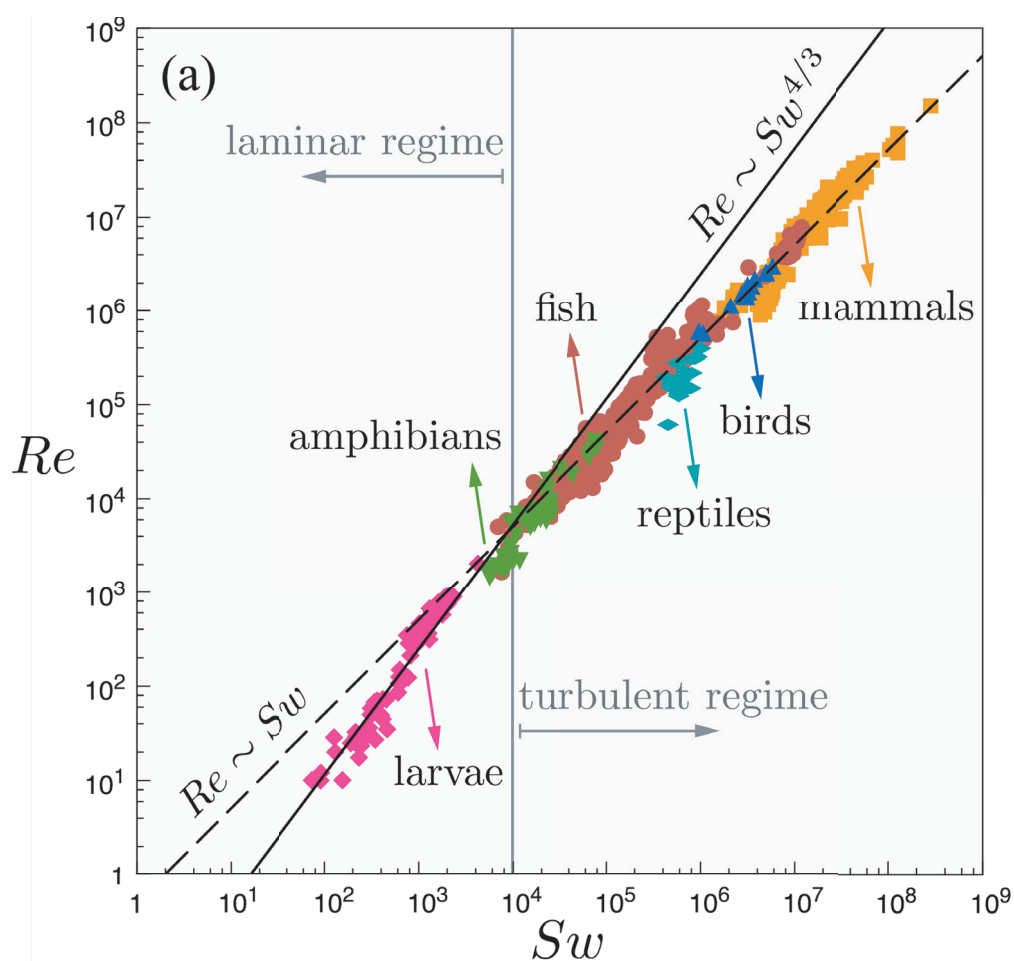 (a)
laminar regime
Re ~ Sw^{4/3}
fish
mammals
amphibians
birds
reptiles
Re
turbulent regime
Re ~ Sw
larvae
10^9
10^8
10^7
10^6
10^5
10^4
10^3
10^2
10^1
1
1
10^1
10^2
10^3
10^4
10^5
10^6
10^7
10^8
10^9
Sw